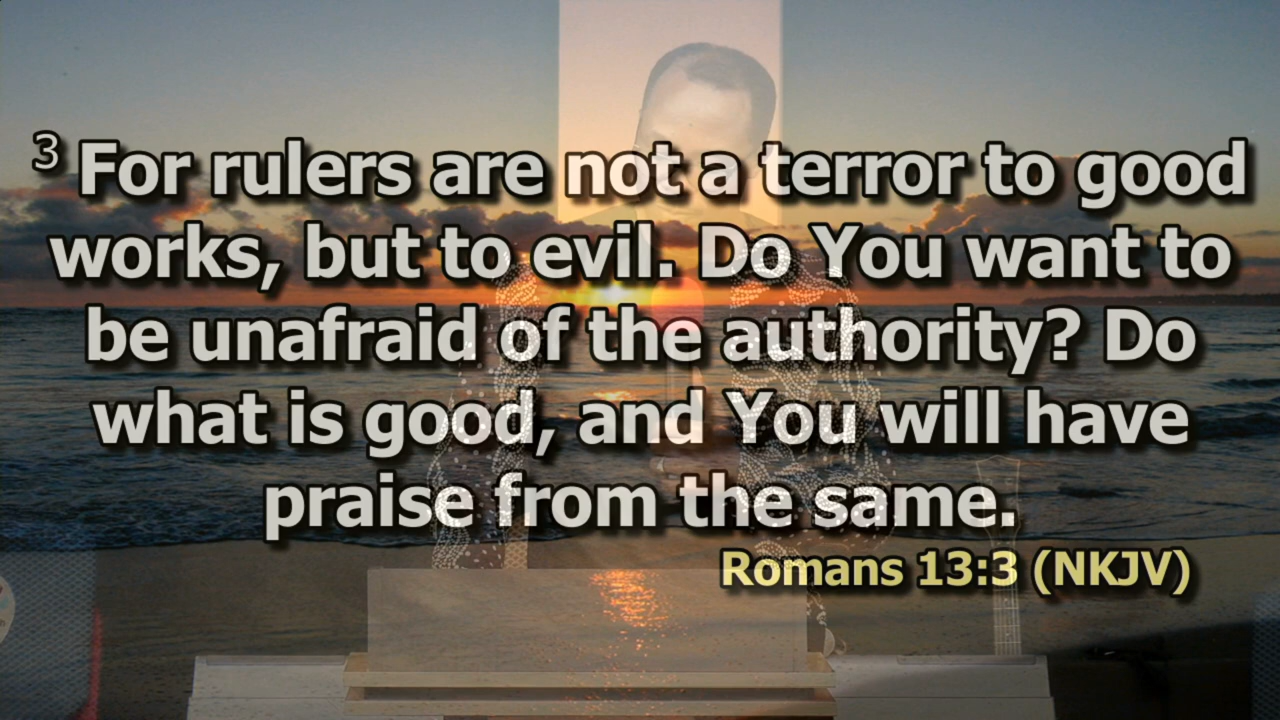 3 For rulers are not a terror to good
works, but to evil. Do You want to
be unafraid of the authority? Do
what is good, and You will have
praise from the same.
Romans 13:3 (NKJV)